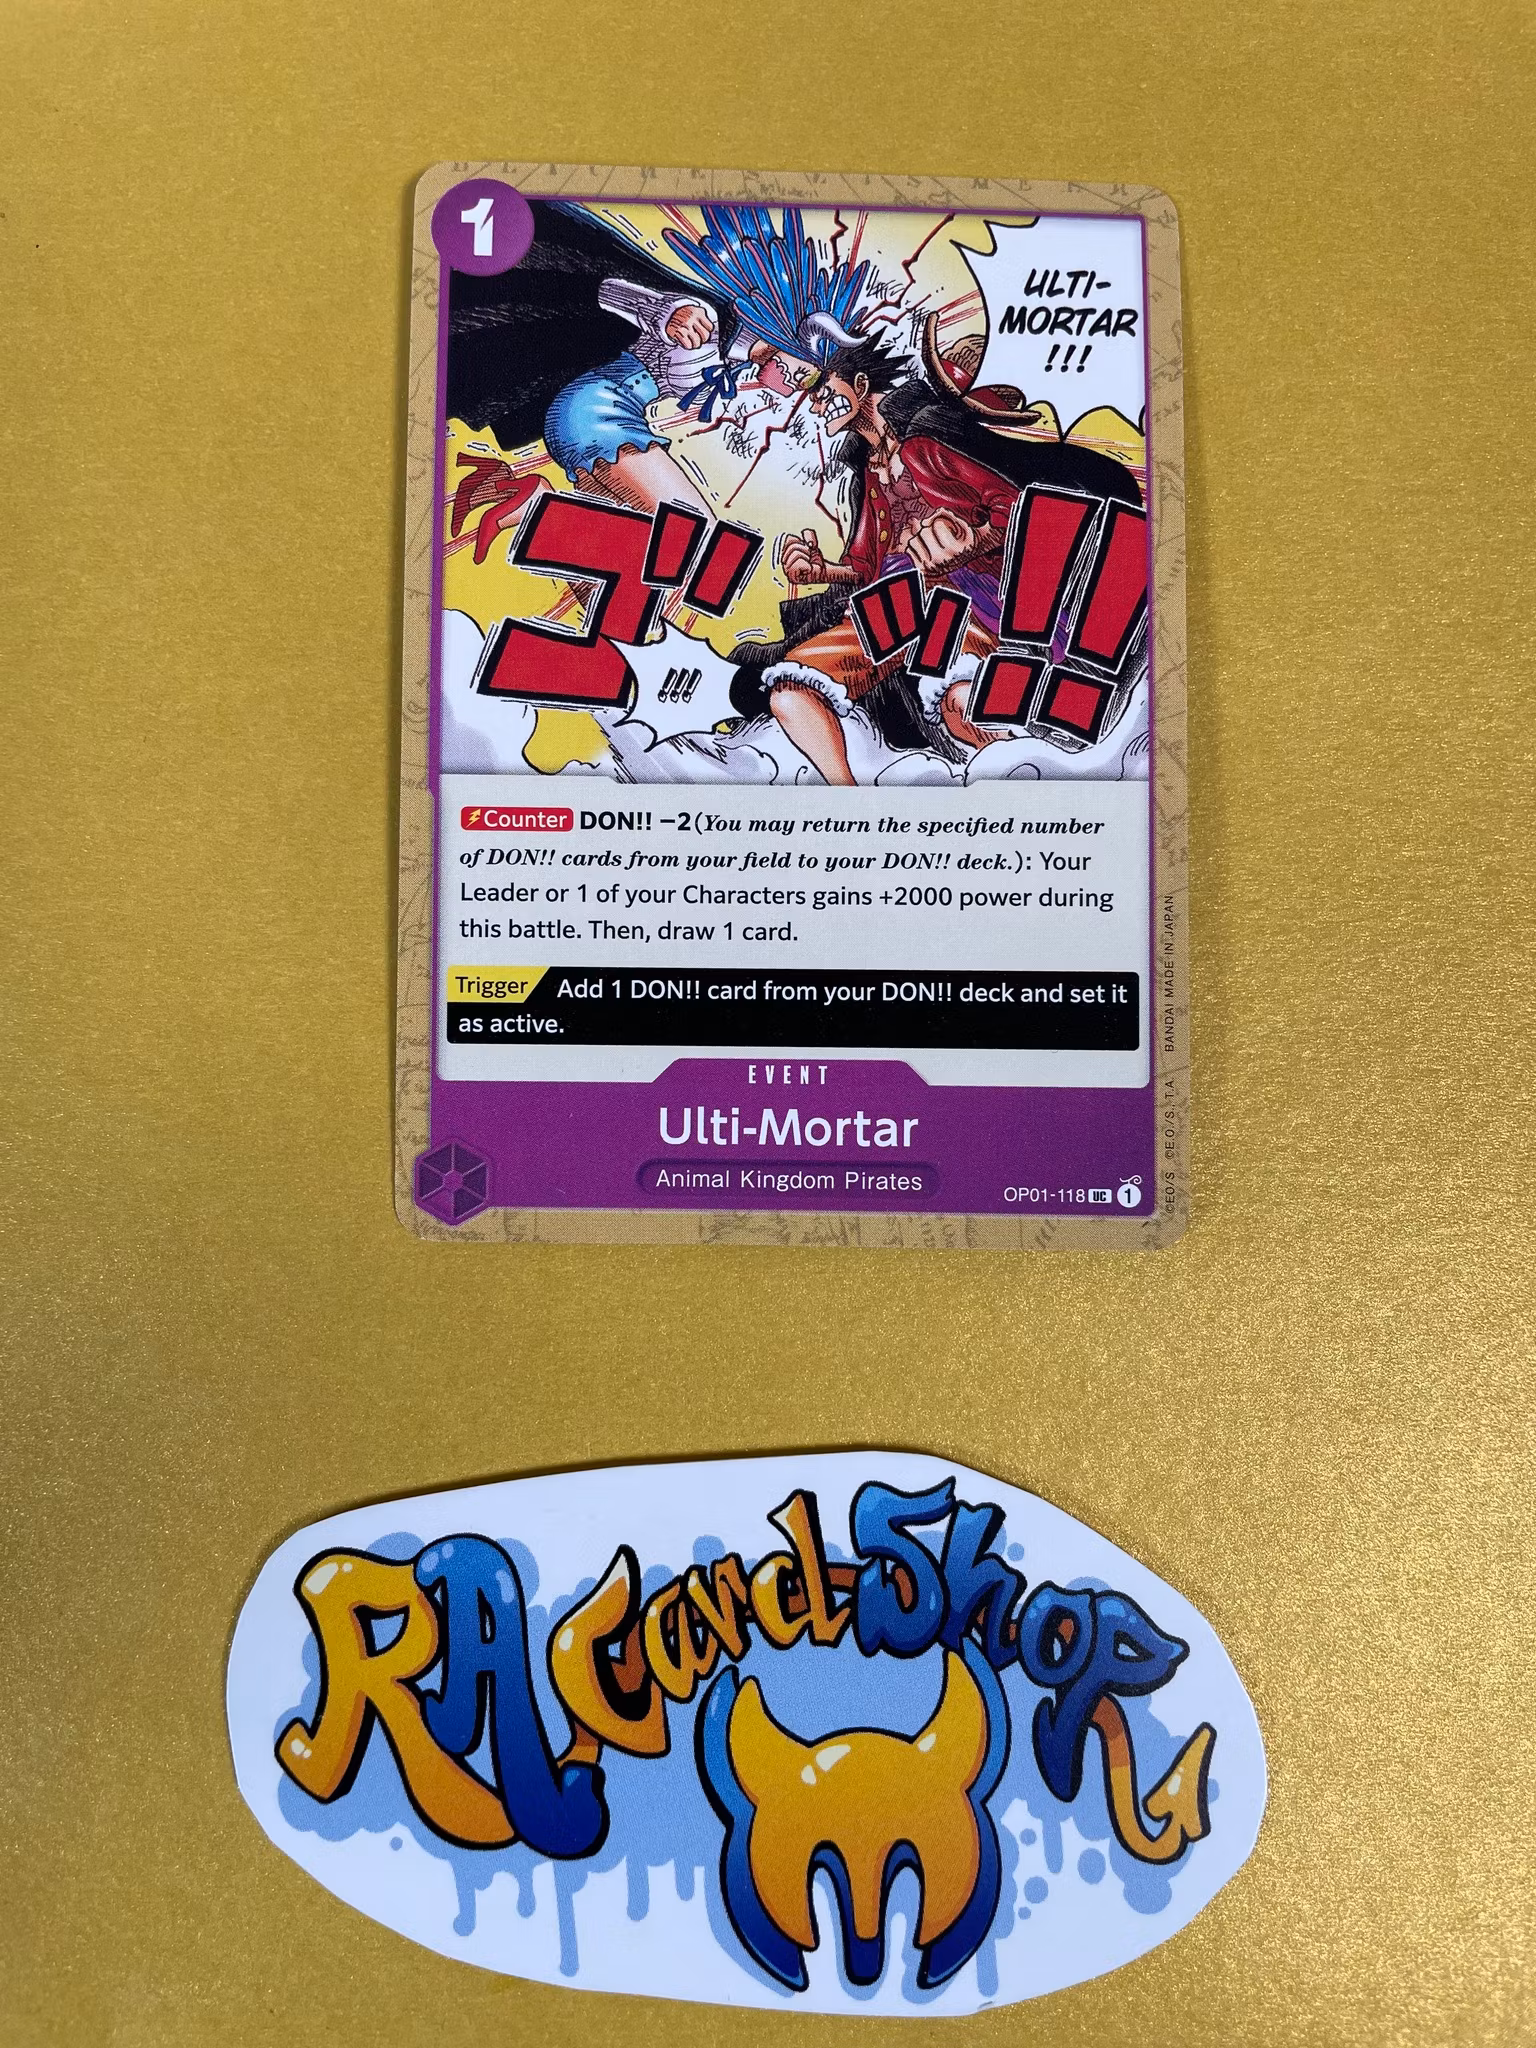 1
ULTI-
MORTAR
!!!
ゴッ!!
!!!
Counter DON!! −2(You may return the specified number
of DON!! cards from your field to your DON!! deck.): Your
Leader or 1 of your Characters gains +2000 power during
this battle. Then, draw 1 card.
Trigger Add 1 DON!! card from your DON!! deck and set it
as active.
EVENT
Ulti-Mortar
Animal Kingdom Pirates
OP01-118 UC 1
©EO/S ©E.O./S.,T.A. BANDAI MADE IN JAPAN
RA Card Shop